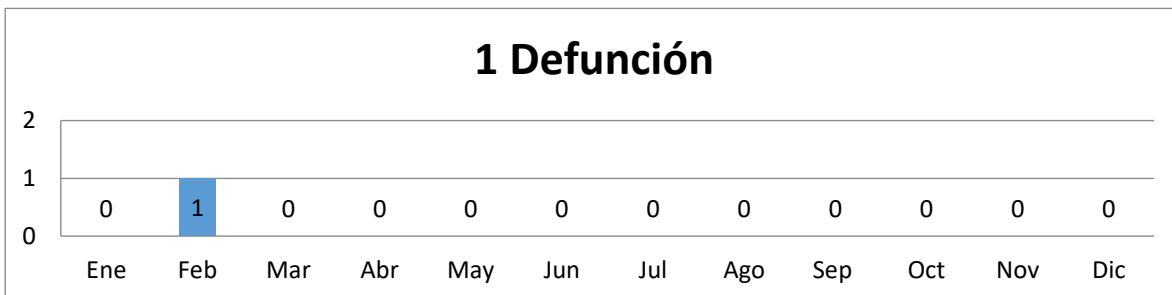 1 Defunción
2
1
0
0 1 0 0 0 0 0 0 0 0 0 0
Ene Feb Mar Abr May Jun Jul Ago Sep Oct Nov Dic